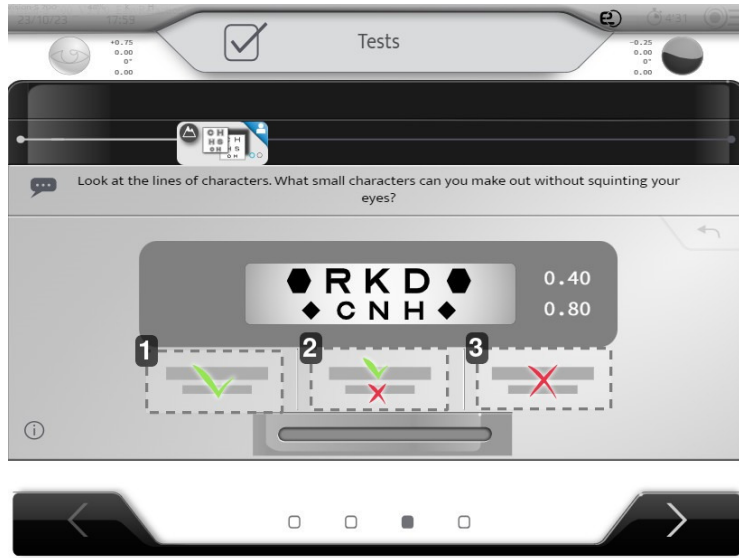 23/10/23 17:59
Tests
4:31
+0.75
0.00
0°
0.00
-0.25
0.00
0°
0.00
Look at the lines of characters. What small characters can you make out without squinting your
eyes?
R K D 0.40
C N H 0.80
1 2 3